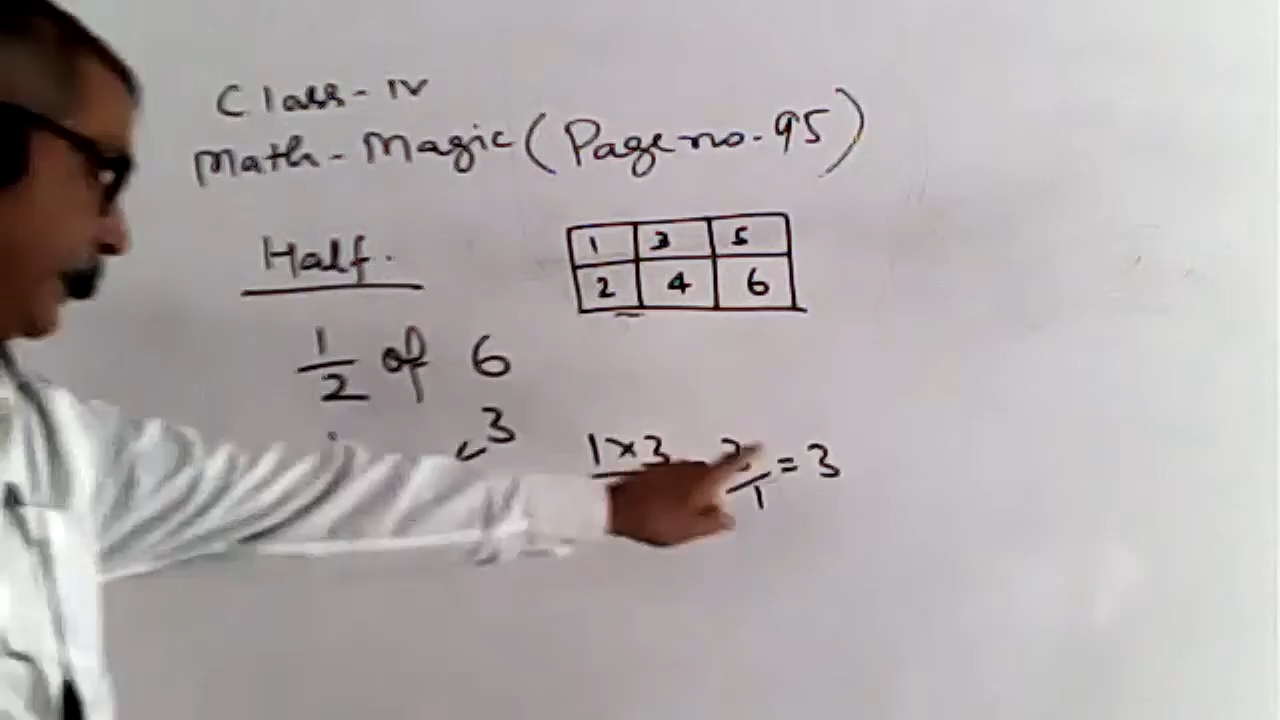 Class-IV
Math-Magic (Page no.-95)
Half.
1 3 5
2 4 6
1/2 of 6
3
1×3
/1 = 3